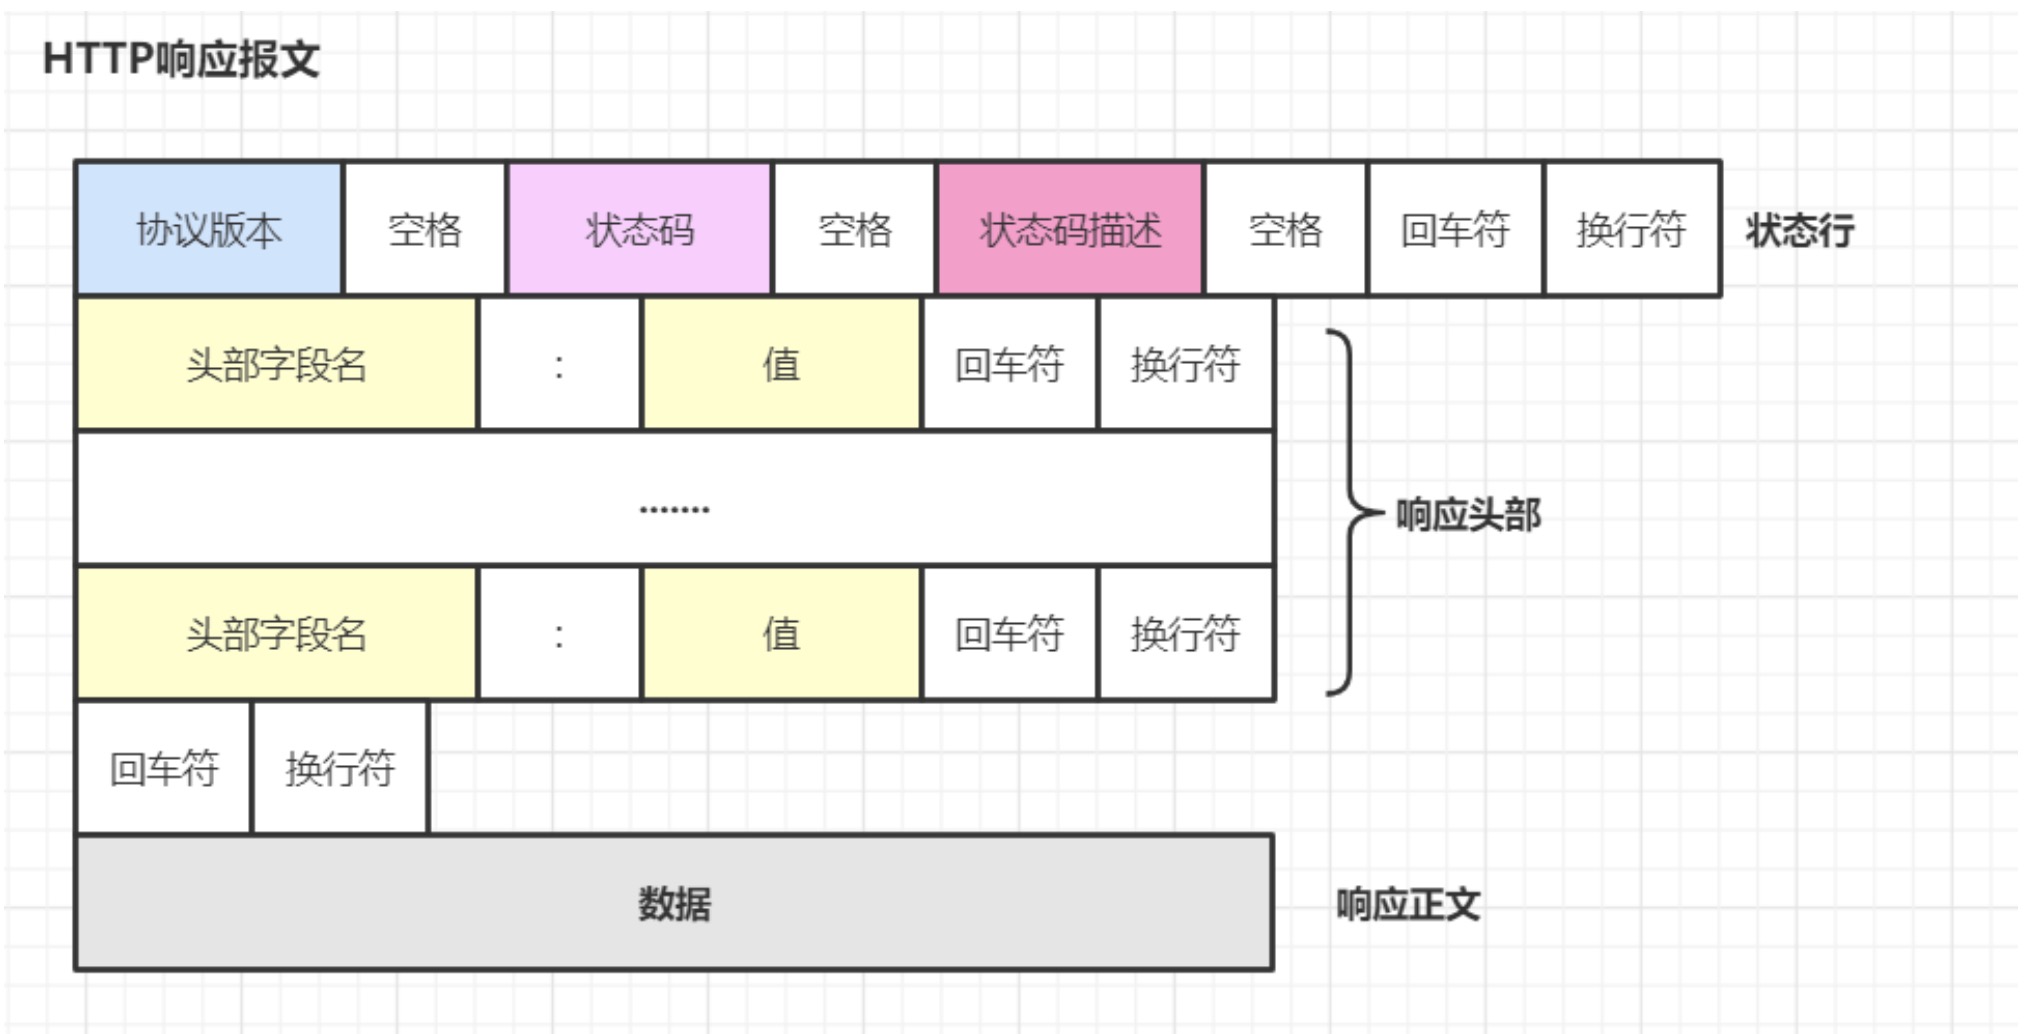 HTTP响应报文
协议版本 空格 状态码 空格 状态码描述 空格 回车符 换行符 状态行
头部字段名 : 值 回车符 换行符
.......
响应头部
头部字段名 : 值 回车符 换行符
回车符 换行符
数据 响应正文